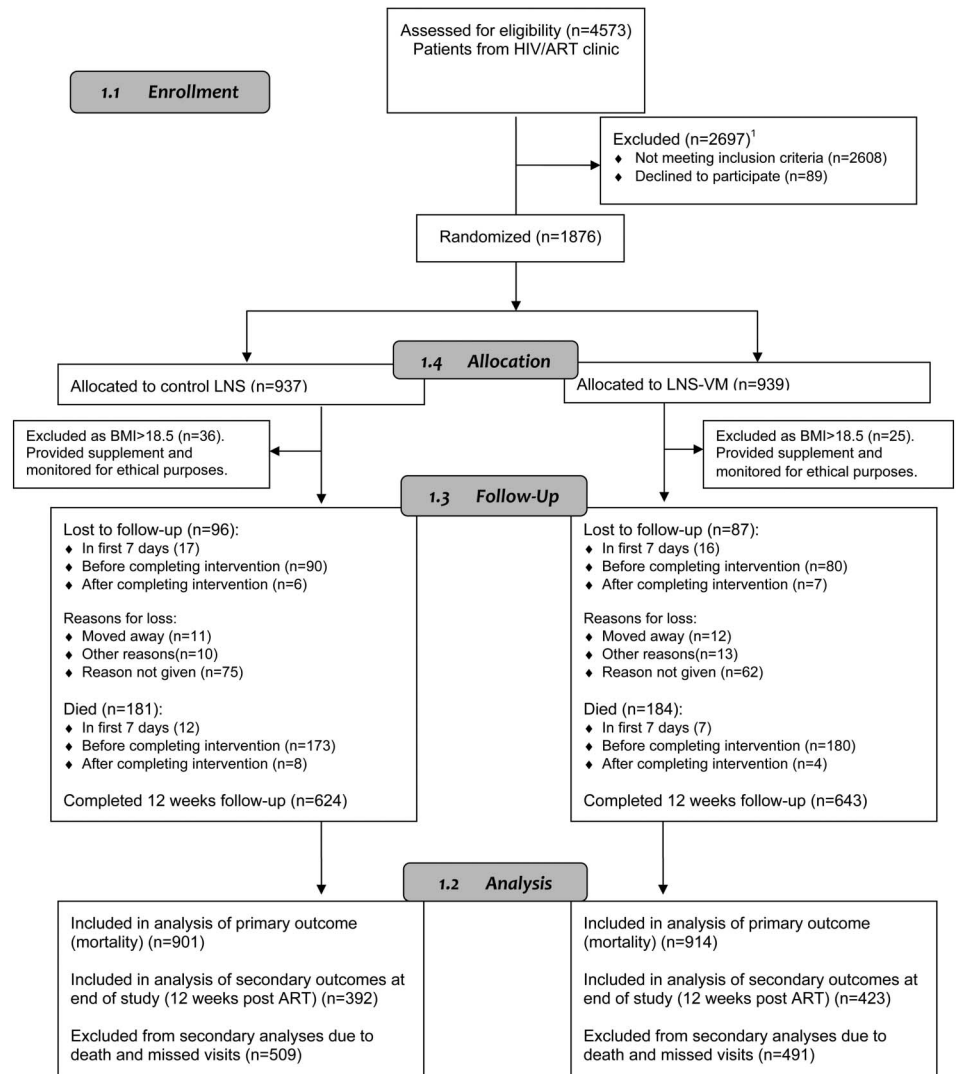 Assessed for eligibility (n=4573)
Patients from HIV/ART clinic
1.1 Enrollment
Excluded (n=2697)1
♦ Not meeting inclusion criteria (n=2608)
♦ Declined to participate (n=89)
Randomized (n=1876)
1.4 Allocation
Allocated to control LNS (n=937)
Allocated to LNS-VM (n=939)
Excluded as BMI>18.5 (n=36).
Provided supplement and
monitored for ethical purposes.
Excluded as BMI>18.5 (n=25).
Provided supplement and
monitored for ethical purposes.
1.3 Follow-Up
Lost to follow-up (n=96):
♦ In first 7 days (17)
♦ Before completing intervention (n=90)
♦ After completing intervention (n=6)
Reasons for loss:
♦ Moved away (n=11)
♦ Other reasons(n=10)
♦ Reason not given (n=75)
Died (n=181):
♦ In first 7 days (12)
♦ Before completing intervention (n=173)
♦ After completing intervention (n=8)
Completed 12 weeks follow-up (n=624)
Lost to follow-up (n=87):
♦ In first 7 days (16)
♦ Before completing intervention (n=80)
♦ After completing intervention (n=7)
Reasons for loss:
♦ Moved away (n=12)
♦ Other reasons(n=13)
♦ Reason not given (n=62)
Died (n=184):
♦ In first 7 days (7)
♦ Before completing intervention (n=180)
♦ After completing intervention (n=4)
Completed 12 weeks follow-up (n=643)
1.2 Analysis
Included in analysis of primary outcome
(mortality) (n=901)
Included in analysis of secondary outcomes at
end of study (12 weeks post ART) (n=392)
Excluded from secondary analyses due to
death and missed visits (n=509)
Included in analysis of primary outcome
(mortality) (n=914)
Included in analysis of secondary outcomes at
end of study (12 weeks post ART) (n=423)
Excluded from secondary analyses due to
death and missed visits (n=491)